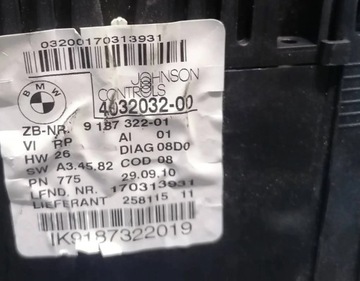 03200170313931
BMW
JOHNSON
CONTROLS
4032032-00
ZB-NR. 9 187 322-01
VI RP AI 01
HW 26 DIAG 08D0
SW A3.45.82 COD 08
PN 775 29.09.10
LFND. NR. 170313931
LIEFERANT 258115 11
IK9187322019